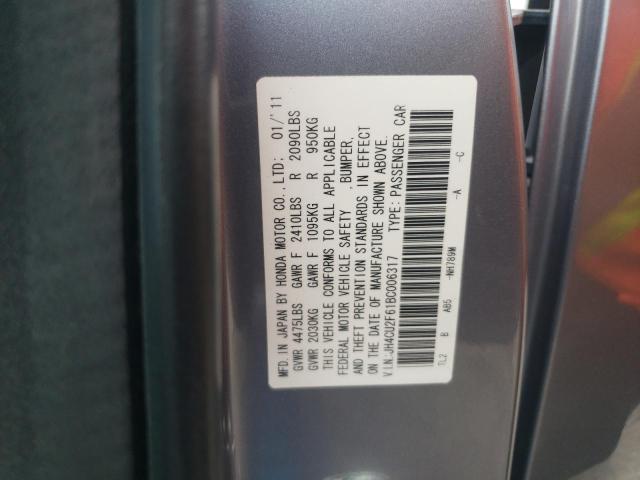 MFD. IN JAPAN BY HONDA MOTOR CO.,LTD: 01/'11
GVWR 4475LBS GAWR F 2410LBS R 2090LBS
GVWR 2030KG GAWR F 1095KG R 950KG
THIS VEHICLE CONFORMS TO ALL APPLICABLE
FEDERAL MOTOR VEHICLE SAFETY ,BUMPER,
AND THEFT PREVENTION STANDARDS IN EFFECT
ON THE DATE OF MANUFACTURE SHOWN ABOVE.
V.I.N:JH4CU2F61BC006317 TYPE: PASSENGER CAR
TL2 B AB5 -NH789M -A -C